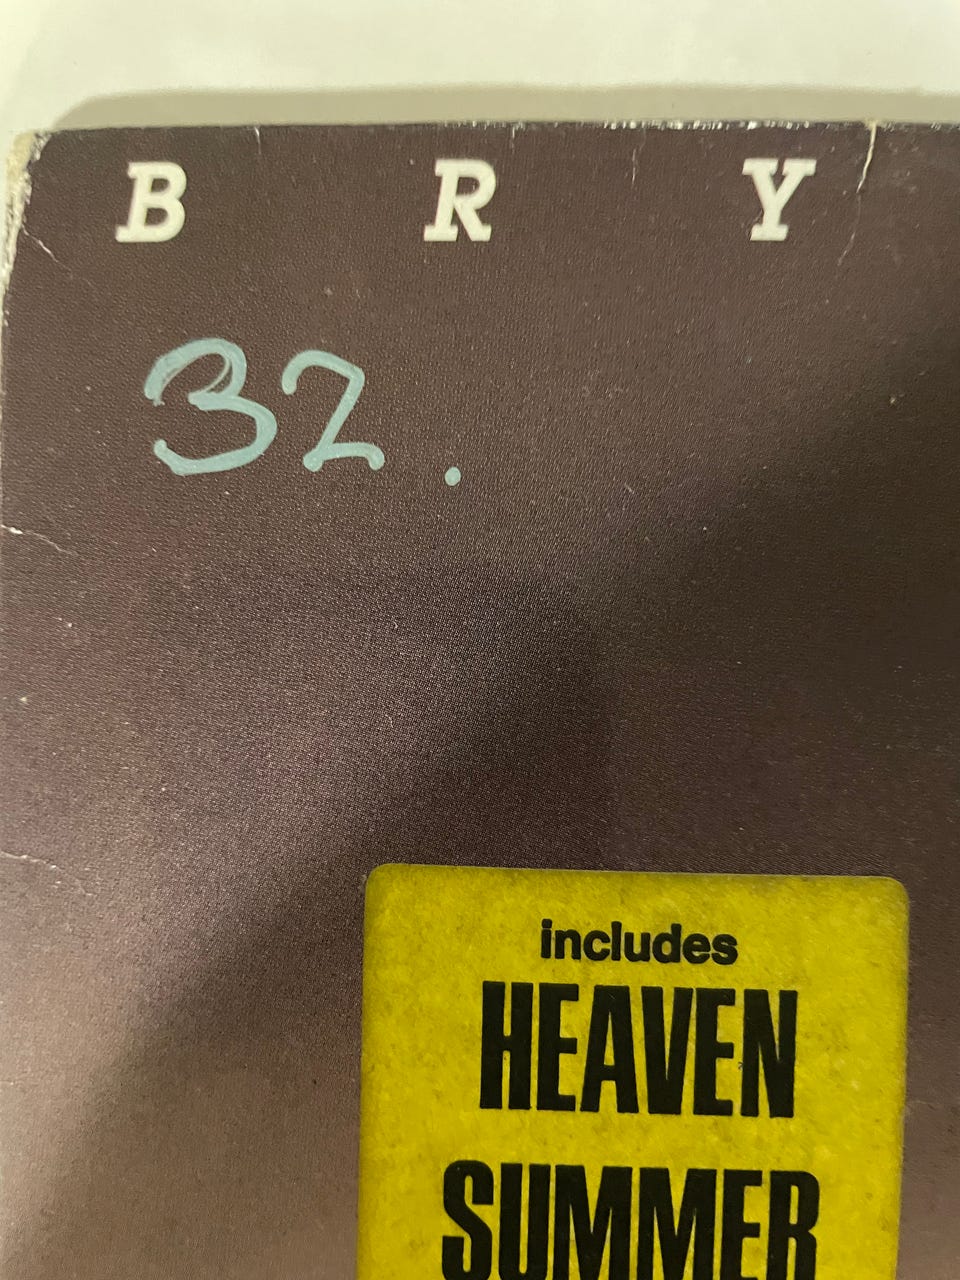 B R Y
32.
includes
HEAVEN
SUMMER